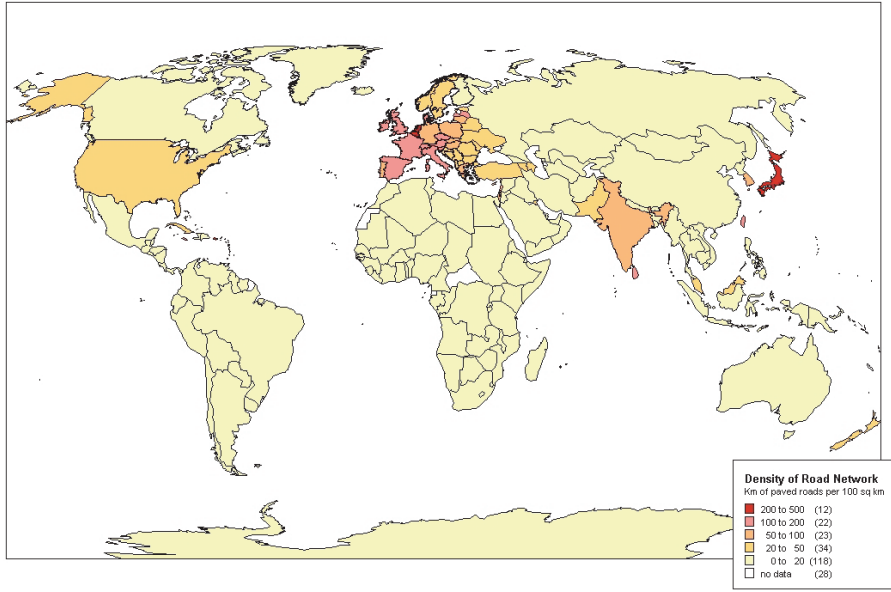 Density of Road Network
Km of paved roads per 100 sq km
200 to 500 (12)
100 to 200 (22)
50 to 100 (23)
20 to 50 (34)
0 to 20 (118)
no data (28)